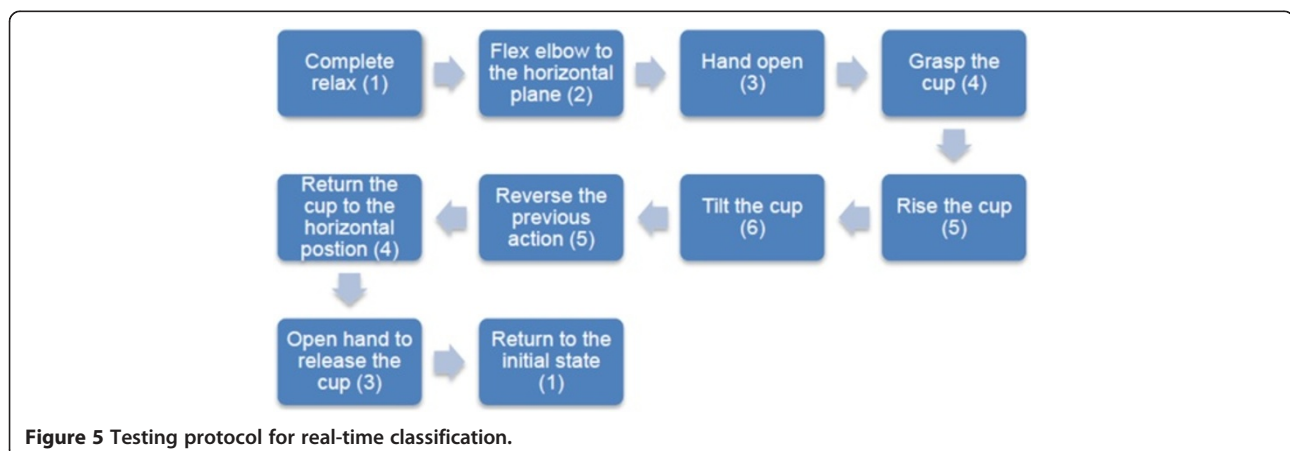 Complete
relax (1)
Flex elbow to
the horizontal
plane (2)
Hand open
(3)
Grasp the
cup (4)
Rise the cup
(5)
Tilt the cup
(6)
Reverse the
previous
action (5)
Return the
cup to the
horizontal
postion (4)
Open hand to
release the
cup (3)
Return to the
initial state
(1)
Figure 5 Testing protocol for real-time classification.